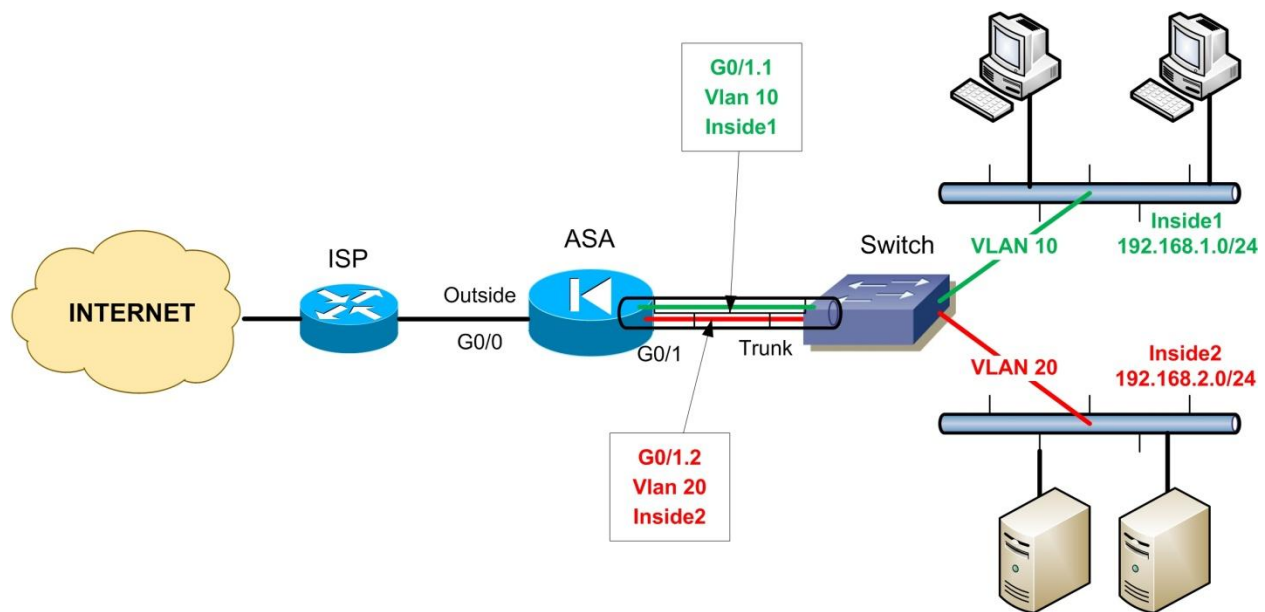 G0/1.1
Vlan 10
Inside1
ASA
Switch
Inside1
192.168.1.0/24
VLAN 10
ISP
INTERNET
Outside
G0/0
G0/1
Trunk
VLAN 20
Inside2
192.168.2.0/24
G0/1.2
Vlan 20
Inside2